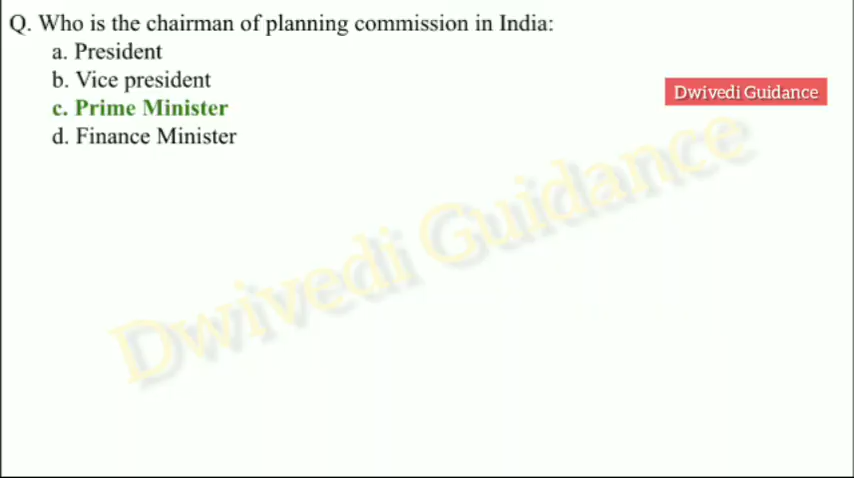 Q. Who is the chairman of planning commission in India:
a. President
b. Vice president
c. Prime Minister
d. Finance Minister
Dwivedi Guidance
Dwivedi Guidance